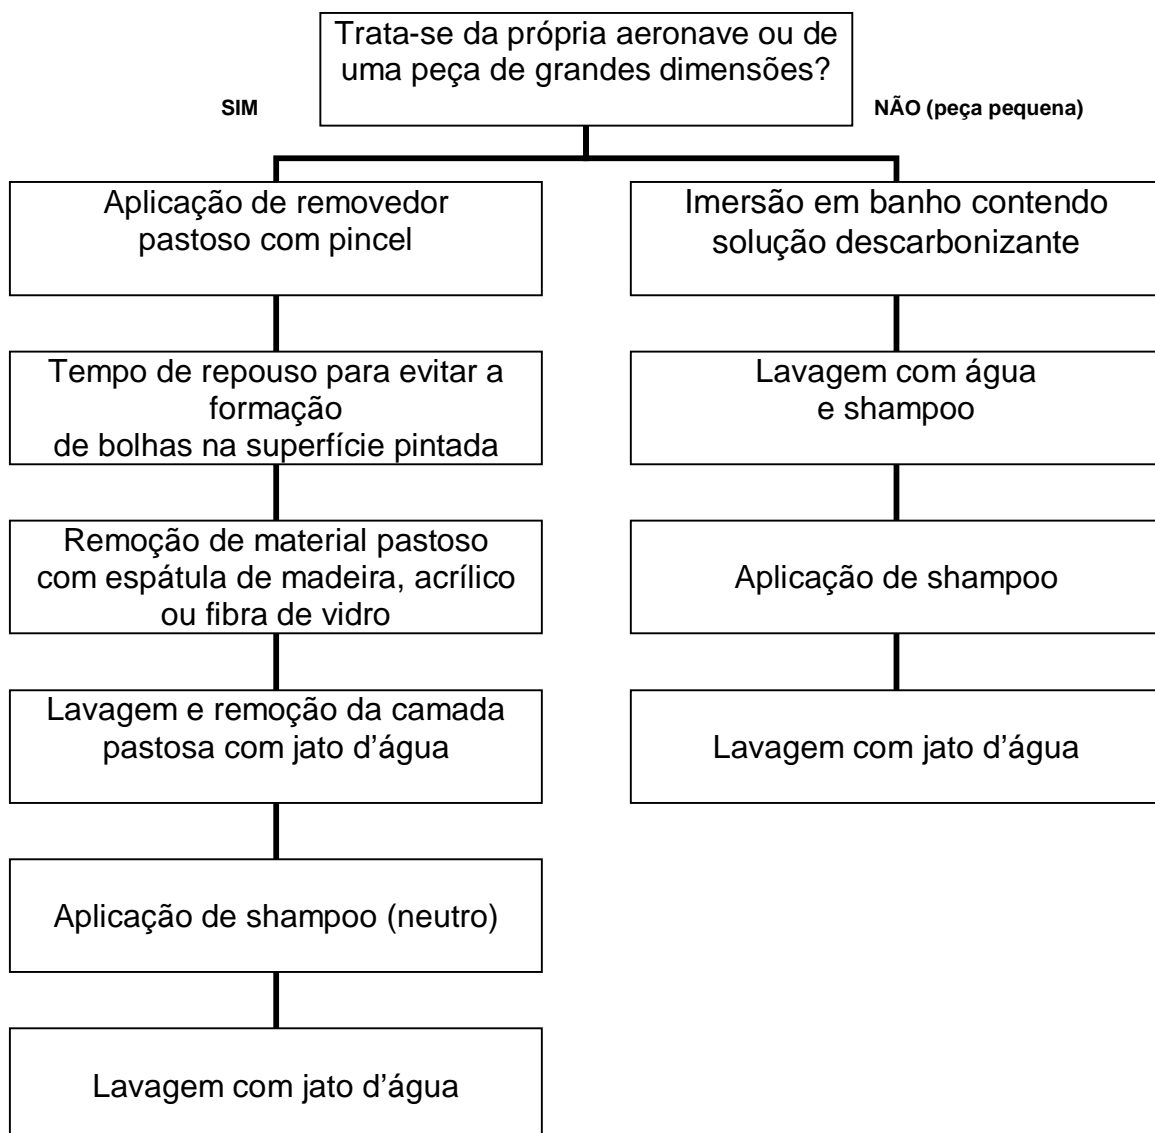 Trata-se da própria aeronave ou de
uma peça de grandes dimensões?
SIM
NÃO (peça pequena)
Aplicação de removedor
pastoso com pincel
Tempo de repouso para evitar a
formação
de bolhas na superfície pintada
Remoção de material pastoso
com espátula de madeira, acrílico
ou fibra de vidro
Lavagem e remoção da camada
pastosa com jato d’água
Aplicação de shampoo (neutro)
Lavagem com jato d’água
Imersão em banho contendo
solução descarbonizante
Lavagem com água
e shampoo
Aplicação de shampoo
Lavagem com jato d’água